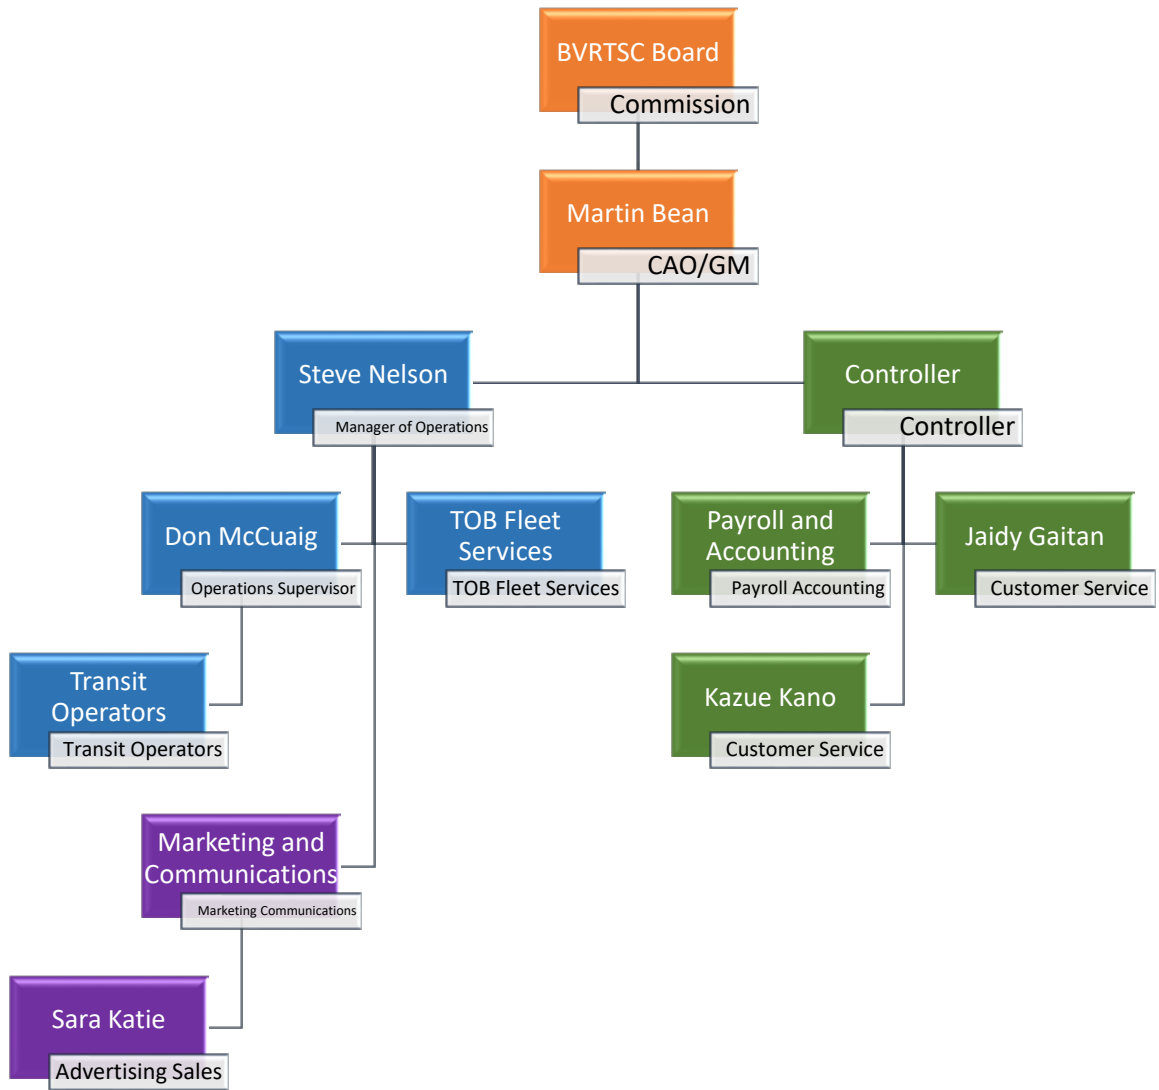 BVRTSC Board
Commission
Martin Bean
CAO/GM
Steve Nelson
Manager of Operations
Controller
Controller
Don McCuaig
Operations Supervisor
TOB Fleet
Services
TOB Fleet Services
Payroll and
Accounting
Payroll Accounting
Jaidy Gaitan
Customer Service
Transit
Operators
Transit Operators
Kazue Kano
Customer Service
Marketing and
Communications
Marketing Communications
Sara Katie
Advertising Sales